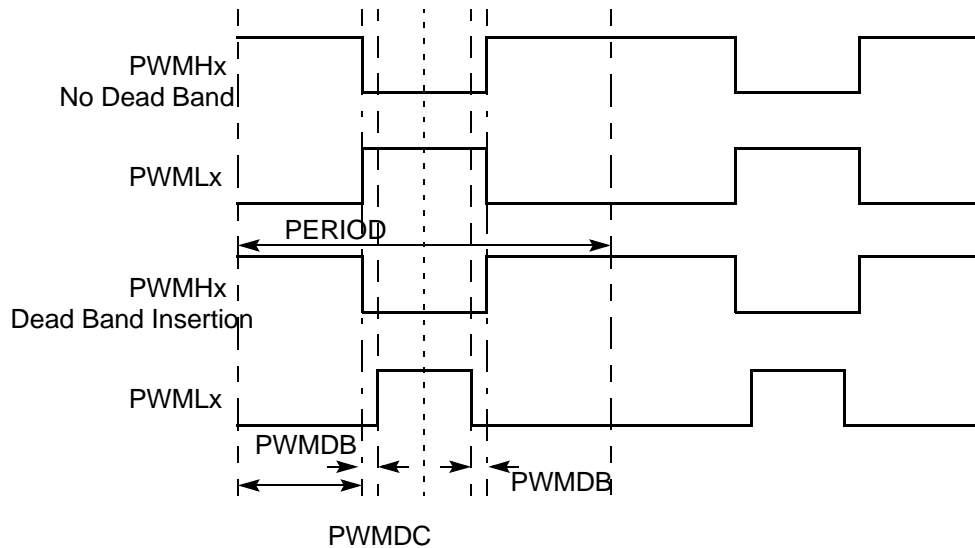 PWMHx
No Dead Band
PWMLx
PERIOD
PWMHx
Dead Band Insertion
PWMLx
PWMDB
PWMDB
PWMDC